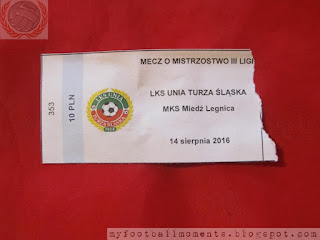 MECZ O MISTRZOSTWO III LIGI
LKS UNIA TURZA ŚLĄSKA
MKS Miedź Legnica
14 sierpnia 2016
353
10 PLN
myfootballmoments.blogspot.com